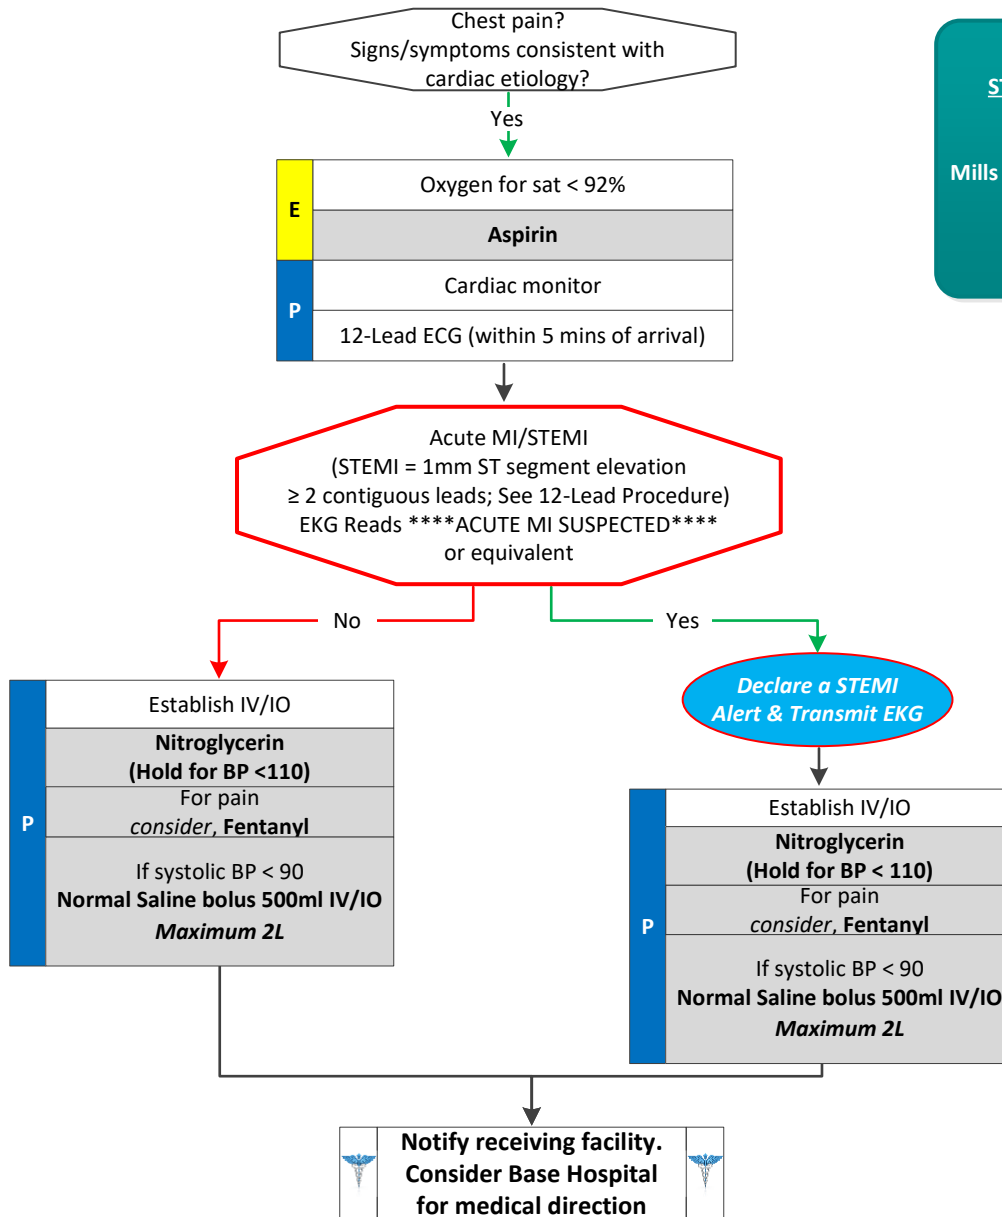 Chest pain?
Signs/symptoms consistent with
cardiac etiology?
Yes
E
Oxygen for sat < 92%
Aspirin
P
Cardiac monitor
12-Lead ECG (within 5 mins of arrival)
Mills
Acute MI/STEMI
(STEMI = 1mm ST segment elevation
≥ 2 contiguous leads; See 12-Lead Procedure)
EKG Reads ****ACUTE MI SUSPECTED****
or equivalent
No
Yes
Declare a STEMI
Alert & Transmit EKG
P
Establish IV/IO
Nitroglycerin
(Hold for BP <110)
For pain
consider, Fentanyl
If systolic BP < 90
Normal Saline bolus 500ml IV/IO
Maximum 2L
P
Establish IV/IO
Nitroglycerin
(Hold for BP < 110)
For pain
consider, Fentanyl
If systolic BP < 90
Normal Saline bolus 500ml IV/IO
Maximum 2L
Notify receiving facility.
Consider Base Hospital
for medical direction